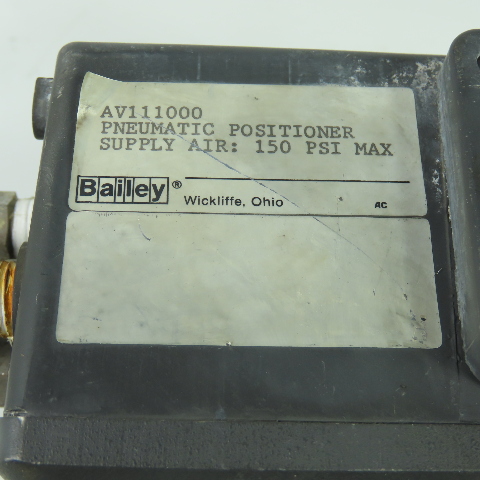 AV111000
PNEUMATIC POSITIONER
SUPPLY AIR: 150 PSI MAX
Bailey®
Wickliffe, Ohio AC